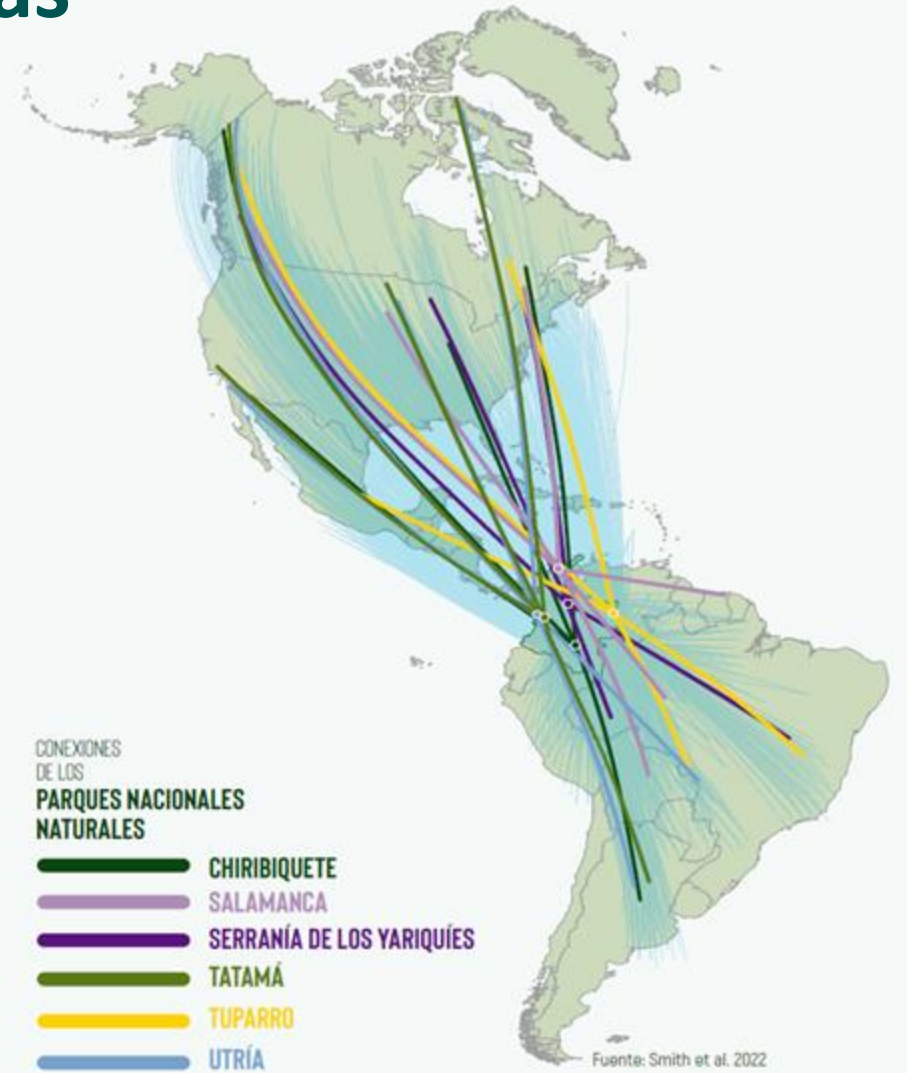 as
CONEXIONES
DE LOS
PARQUES NACIONALES
NATURALES
CHIRIBIQUETE
SALAMANCA
SERRANÍA DE LOS YARIQUÍES
TATAMÁ
TUPARRO
UTRÍA
Fuente: Smith et al. 2022